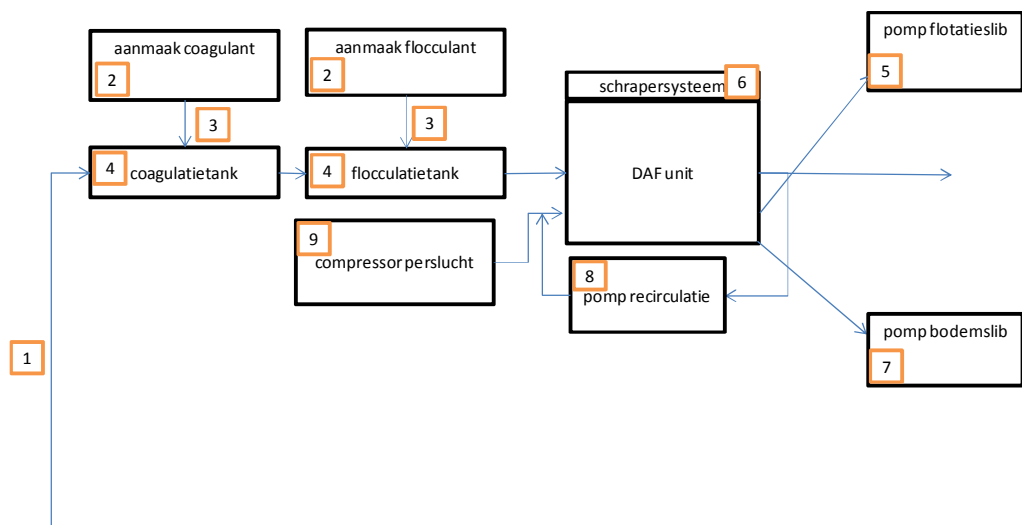 aanmaak coagulant
2
aanmaak flocculant
2
pomp flotatieslib
5
schrapersysteem
6
3
3
4
coagulatietank
4
flocculatietank
DAF unit
9
compressor perslucht
8
pomp recirculatie
pomp bodemslib
7
1